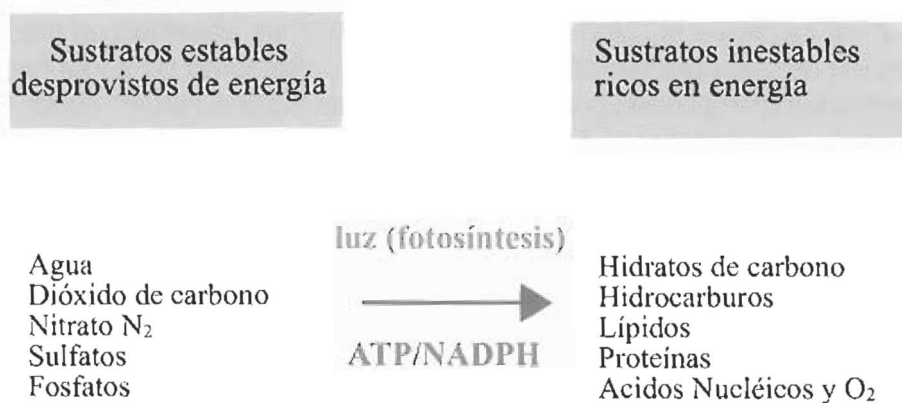 Sustratos estables
desprovistos de energía
Sustratos inestables
ricos en energía
luz (fotosíntesis)
ATP/NADPH
Agua
Dióxido de carbono
Nitrato N₂
Sulfatos
Fosfatos
Hidratos de carbono
Hidrocarburos
Lípidos
Proteínas
Acidos Nucléicos y O₂